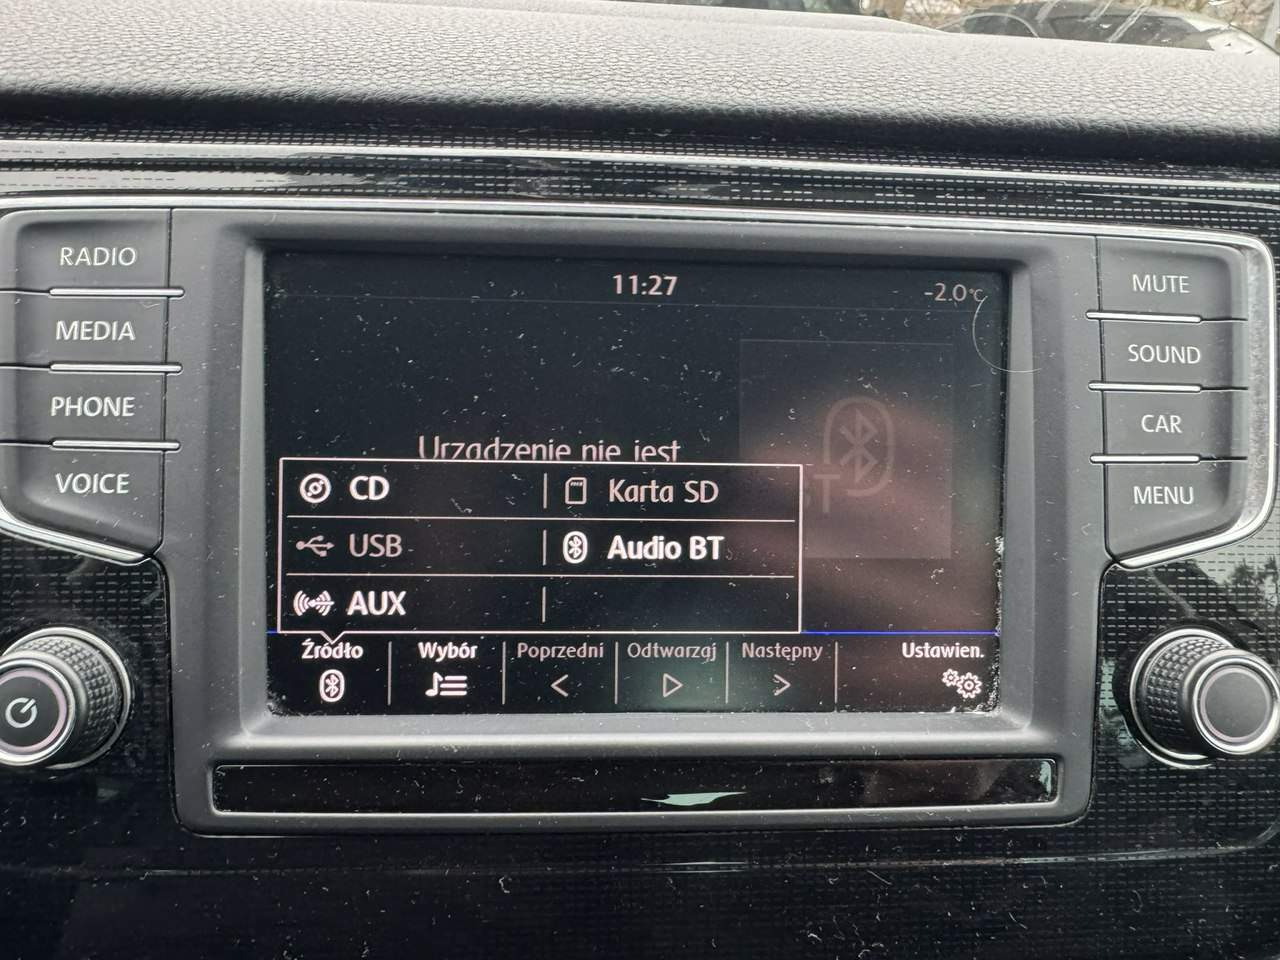 RADIO
MEDIA
PHONE
VOICE
11:27
-2.0°C
Urządzenie nie jest
CD
Karta SD
USB
Audio BT
AUX
Źródło
Wybór
Poprzedni
Odtwarzaj
Następny
Ustawien.
MUTE
SOUND
CAR
MENU